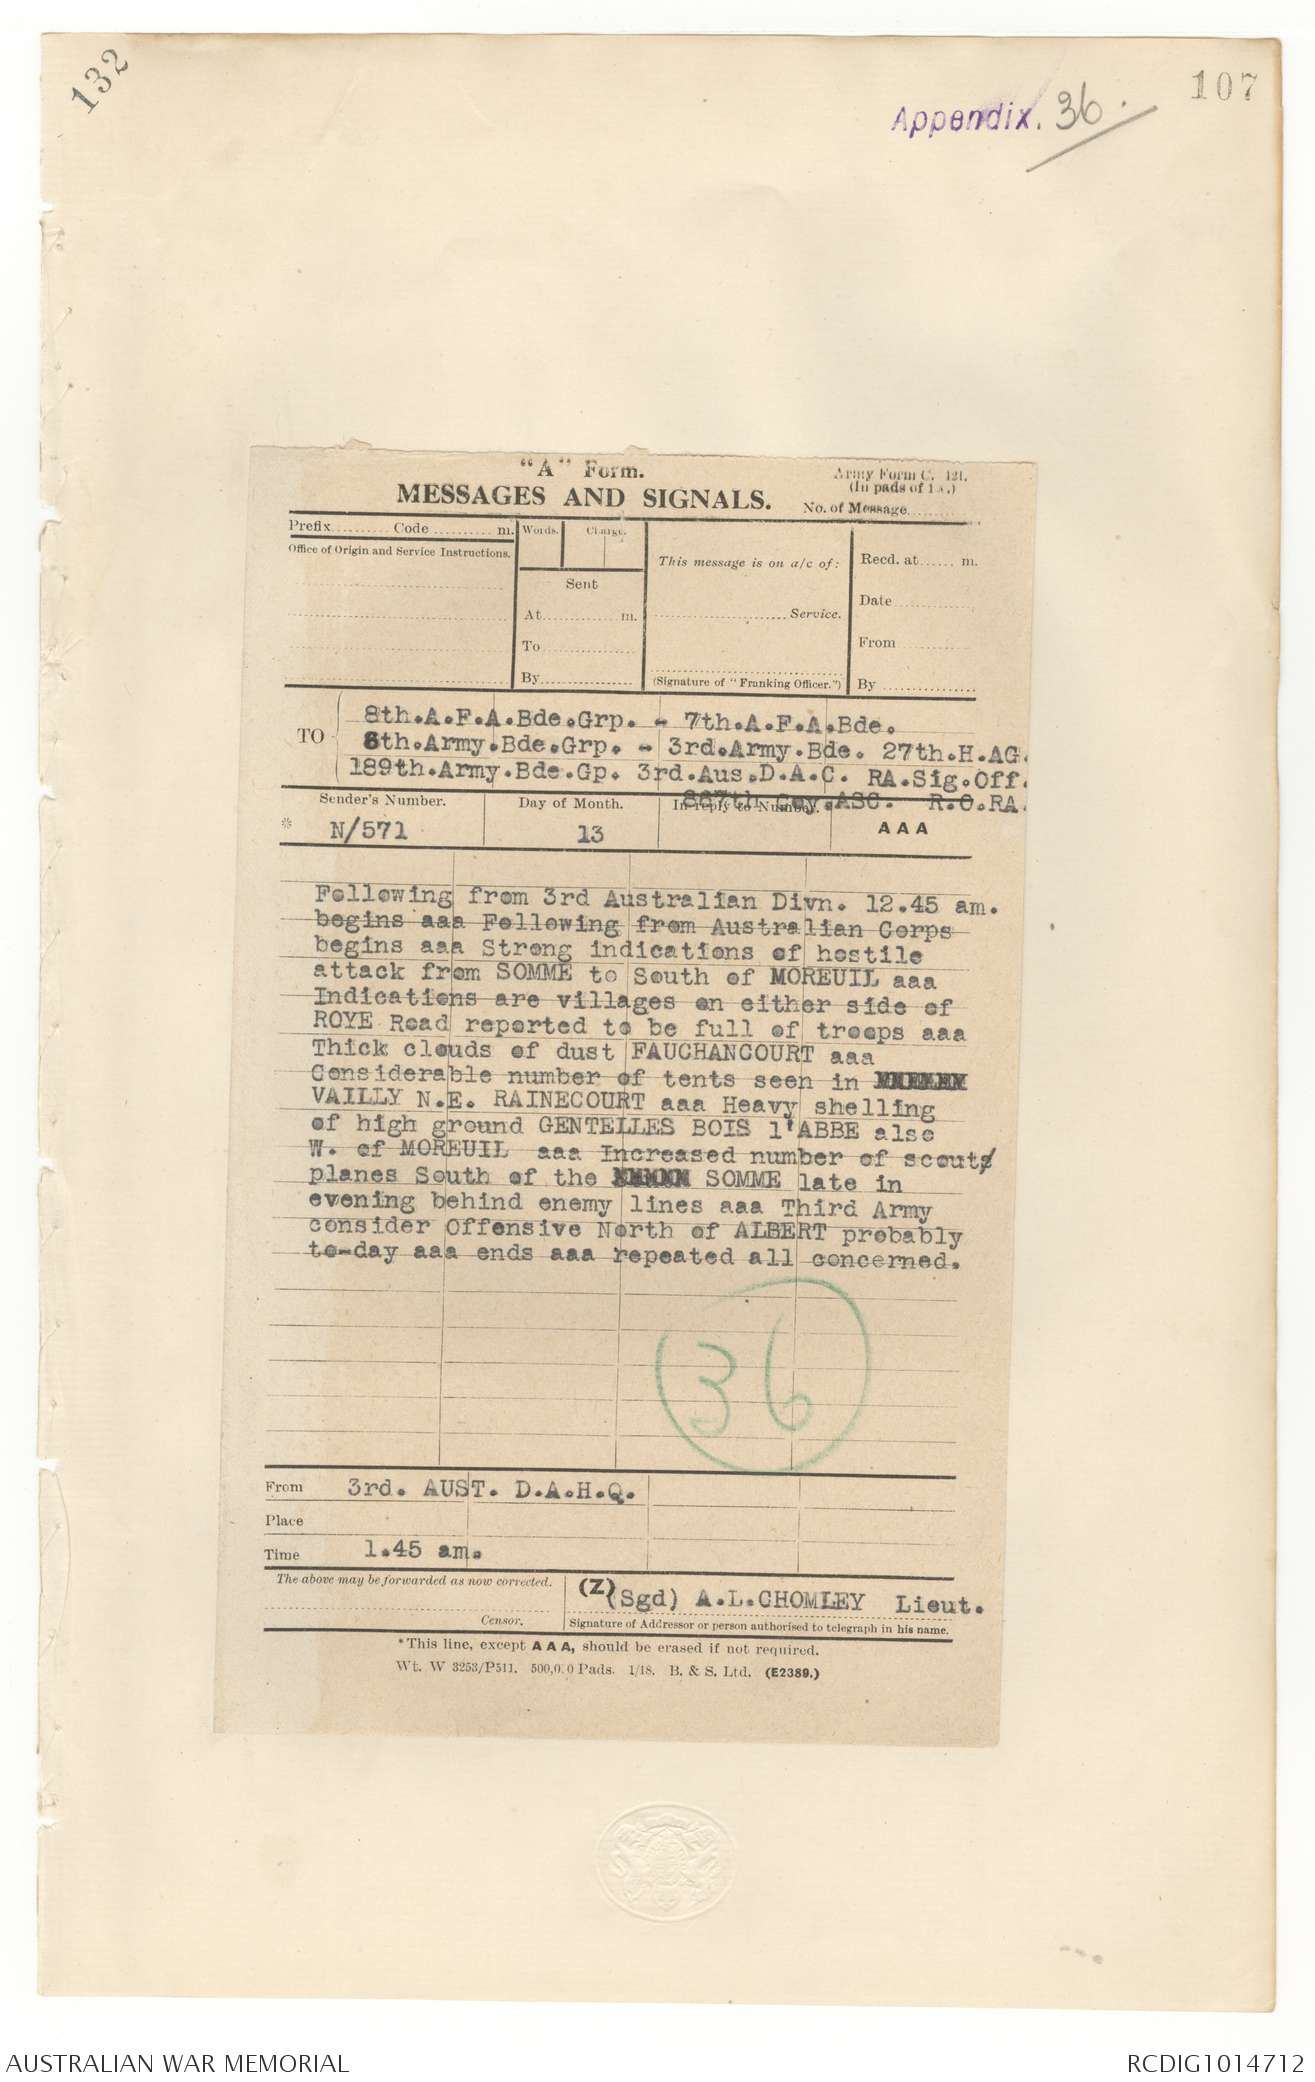 132
107
Appendix. 36.
"A" Form.
MESSAGES AND SIGNALS.
Army Form C. 121.
(In pads of 1 .)
No. of Message.........
Prefix.......... Code .......... m.
Words.
Charge.
Office of Origin and Service Instructions.
This message is on a/c of:
Recd. at...... m.
Sent
Date
At............. m.
............ Service.
To
From
By
(Signature of "Franking Officer.")
By
TO
8th.A.F.A.Bde.Grp. - 7th.A.F.A.Bde.
6th.Army.Bde.Grp. - 3rd.Army.Bde. 27th.H.AG.
189th.Army.Bde.Gp. 3rd.Aus.D.A.C. RA.Sig.Off.
Coy.ASC. R.O.RA.
Sender's Number.
Day of Month.
In reply to Number.
* N/571
13
AAA
Following from 3rd Australian Divn. 12.45 am.
begins aaa Following from Australian Corps
begins aaa Strong indications of hostile
attack from SOMME to South of MOREUIL aaa
Indications are villages on either side of
ROYE Road reported to be full of troops aaa
Thick clouds of dust FAUCHANCOURT aaa
Considerable number of tents seen in
VAILLY N.E. RAINECOURT aaa Heavy shelling
of high ground GENTELLES BOIS l'ABBE also
W. of MOREUIL aaa Increased number of scouts
planes South of the SOMME late in
evening behind enemy lines aaa Third Army
consider Offensive North of ALBERT probably
to-day aaa ends aaa repeated all concerned.
36
From 3rd. AUST. D.A.H.Q.
Place
Time 1.45 am.
The above may be forwarded as now corrected.
(Z)
(Sgd) A.L.CHOMLEY Lieut.
Censor.
Signature of Addressor or person authorised to telegraph in his name.
*This line, except AAA, should be erased if not required.
Wt. W 3253/P511. 500,000 Pads. 1/18. B. & S. Ltd. (E2389.)
AUSTRALIAN WAR MEMORIAL
RCDIG1014712